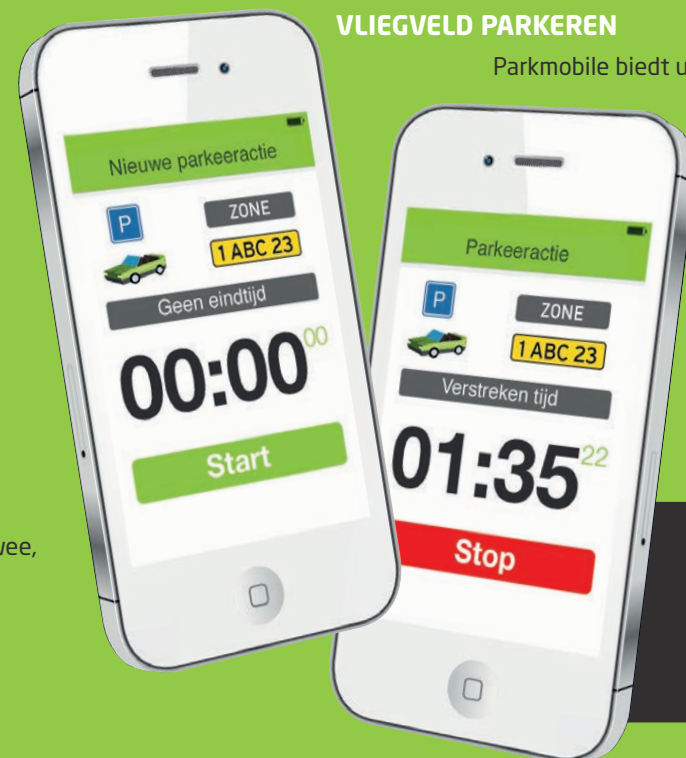 VLIEGVELD PARKEREN
Parkmobile biedt u
Nieuwe parkeeractie
P
ZONE
1 ABC 23
Geen eindtijd
00:00 00
Start
Parkeeractie
P
ZONE
1 ABC 23
Verstreken tijd
01:35 22
Stop
wee,